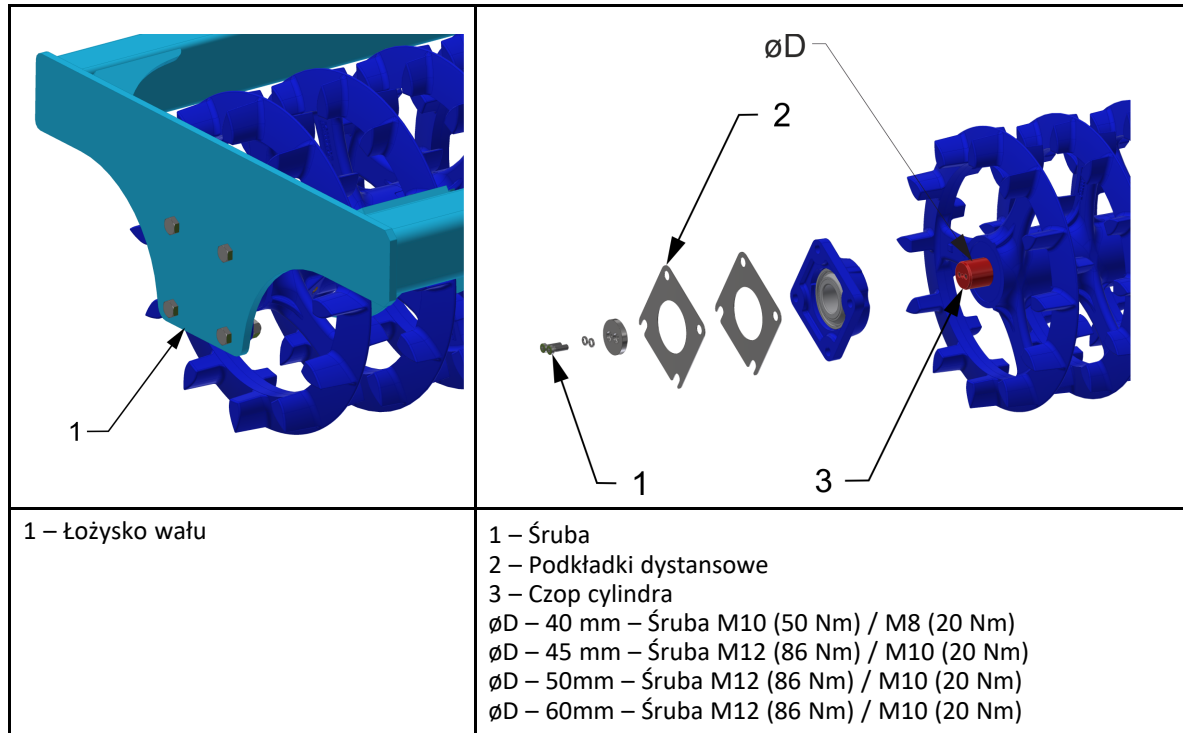 1
øD
2
1
3
1 – Łożysko wału
1 – Śruba
2 – Podkładki dystansowe
3 – Czop cylindra
øD – 40 mm – Śruba M10 (50 Nm) / M8 (20 Nm)
øD – 45 mm – Śruba M12 (86 Nm) / M10 (20 Nm)
øD – 50mm – Śruba M12 (86 Nm) / M10 (20 Nm)
øD – 60mm – Śruba M12 (86 Nm) / M10 (20 Nm)